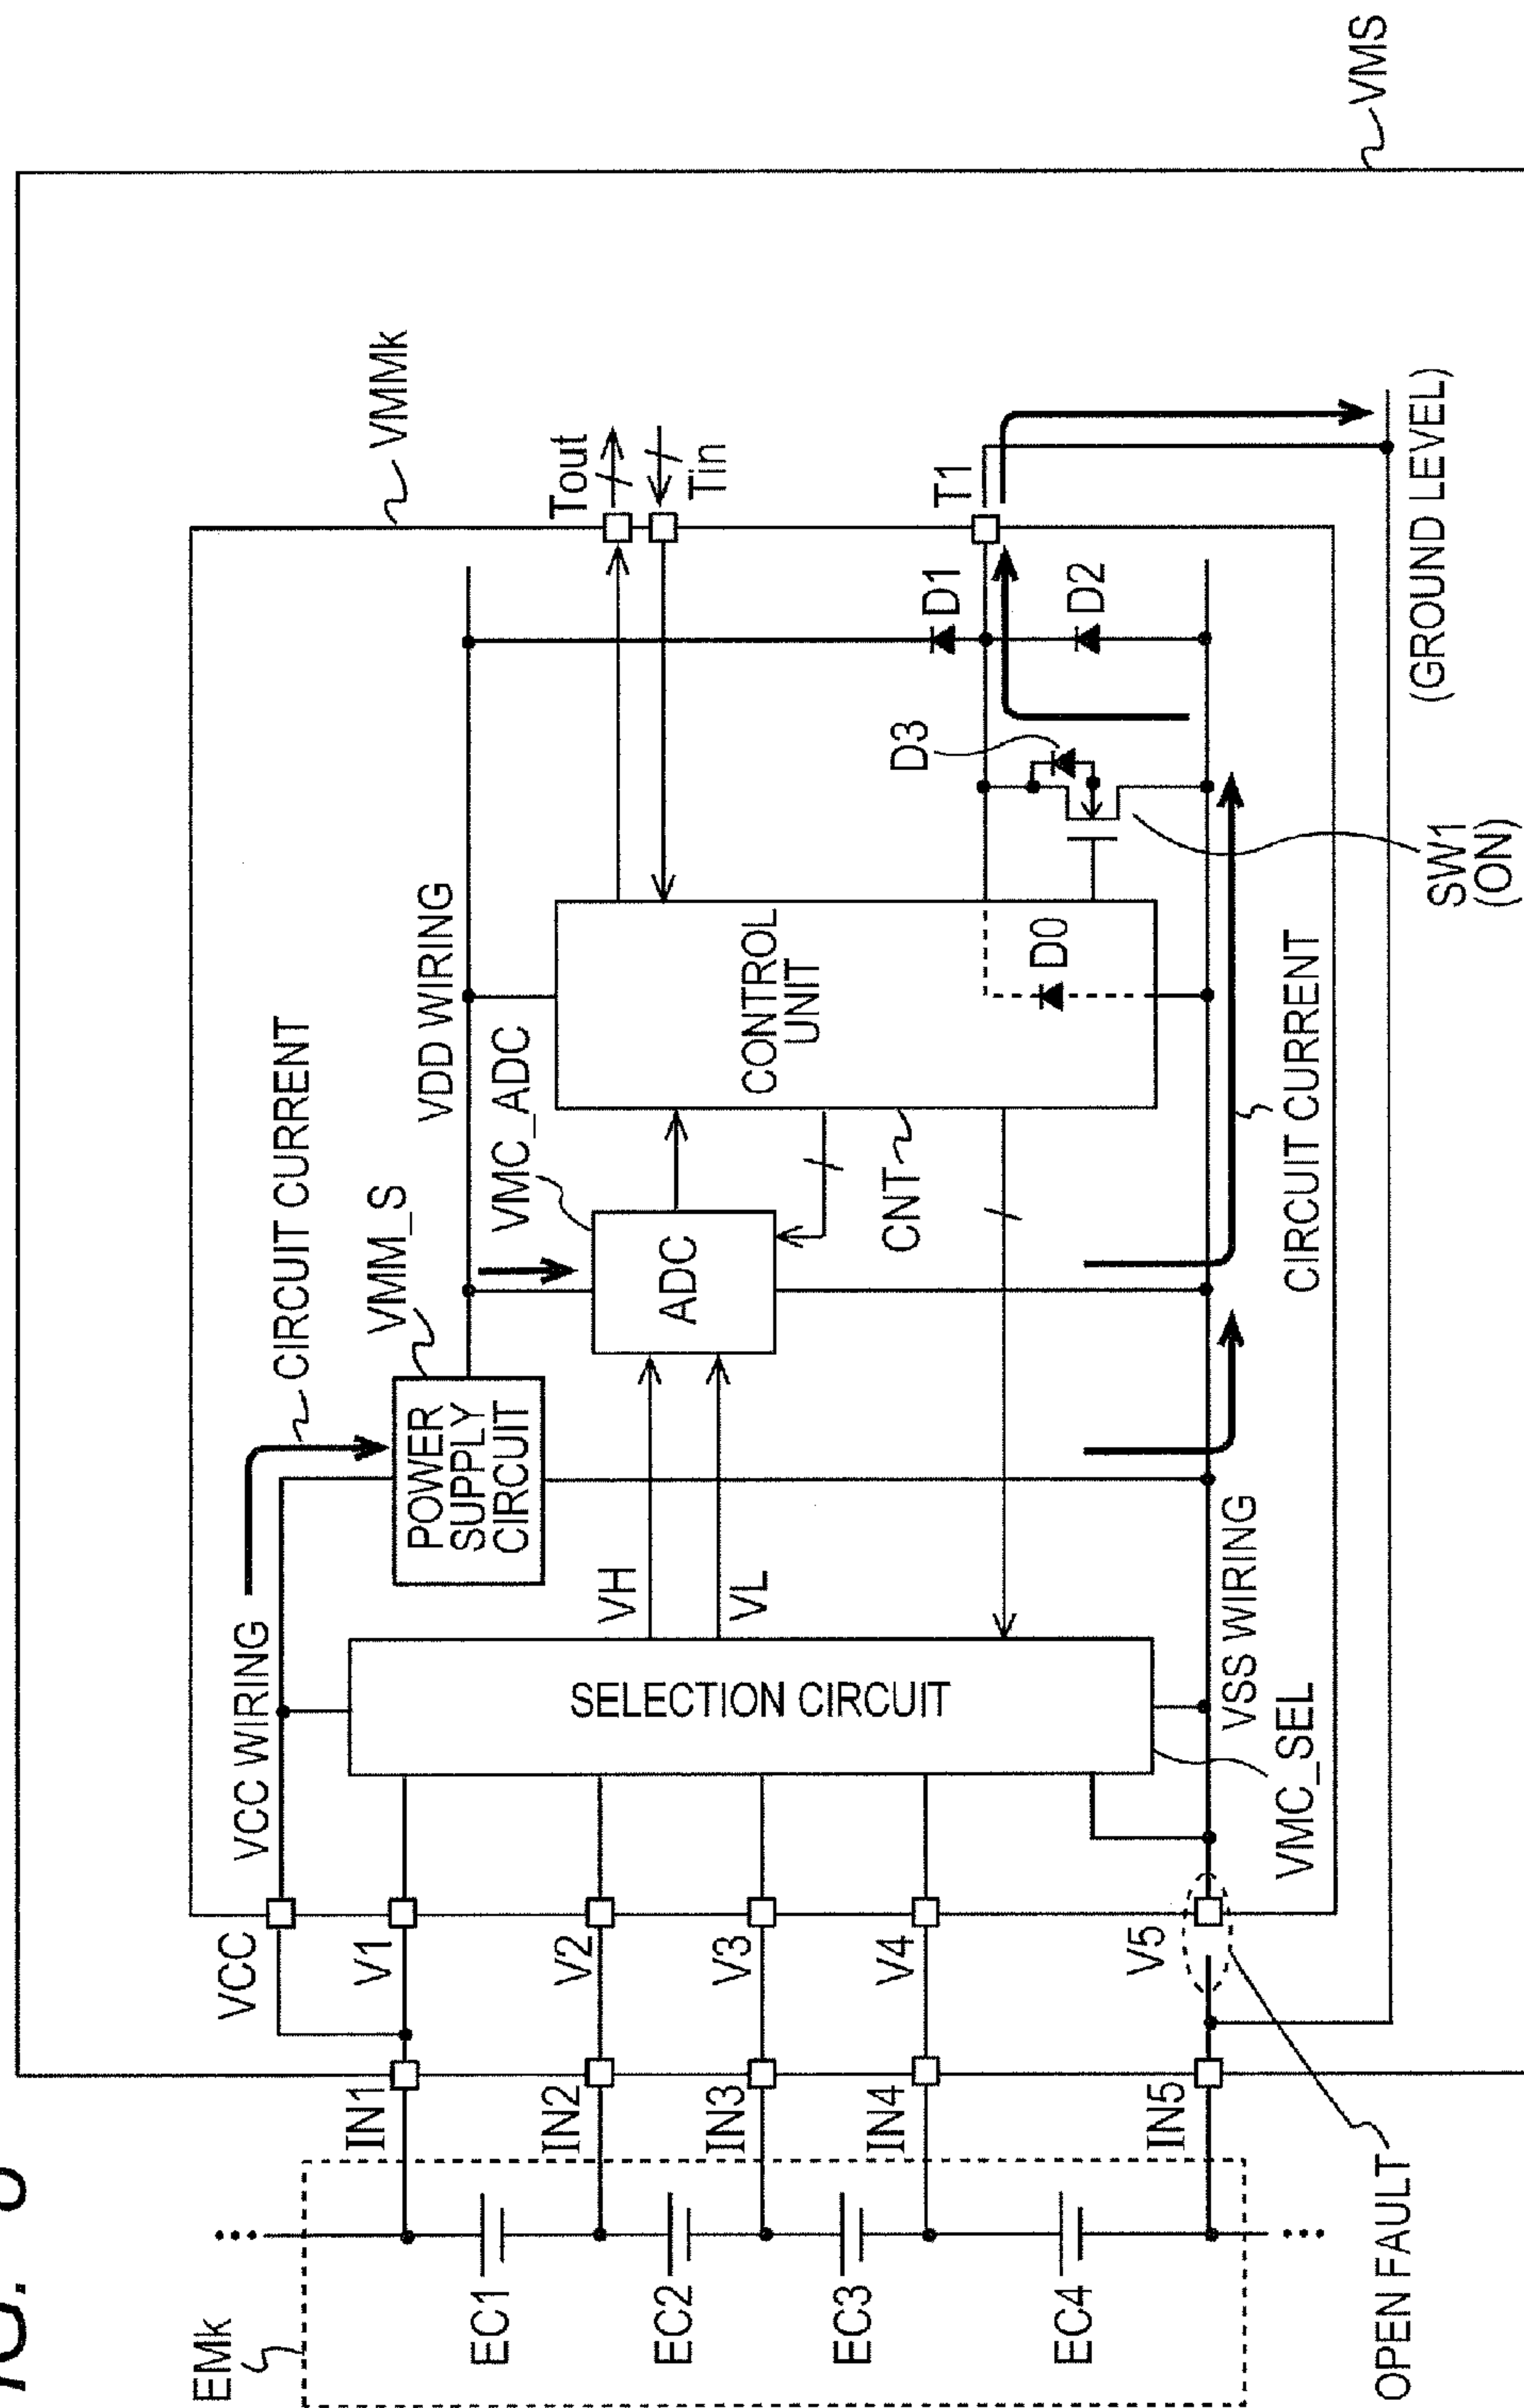 VMS
VMMk
Tout
Tin
T1
(GROUND LEVEL)
D1
D2
D3
SW1
(ON)
VDD WIRING
CONTROL
UNIT
D0
CIRCUIT CURRENT
VMM_S
VMC_ADC
ADC
CNT
CIRCUIT CURRENT
POWER
SUPPLY
CIRCUIT
VCC WIRING
VH
VL
SELECTION CIRCUIT
VSS WIRING
VMC_SEL
VCC
V1
V2
V3
V4
V5
IN1
IN2
IN3
IN4
IN5
EMk
EC1
EC2
EC3
EC4
OPEN FAULT